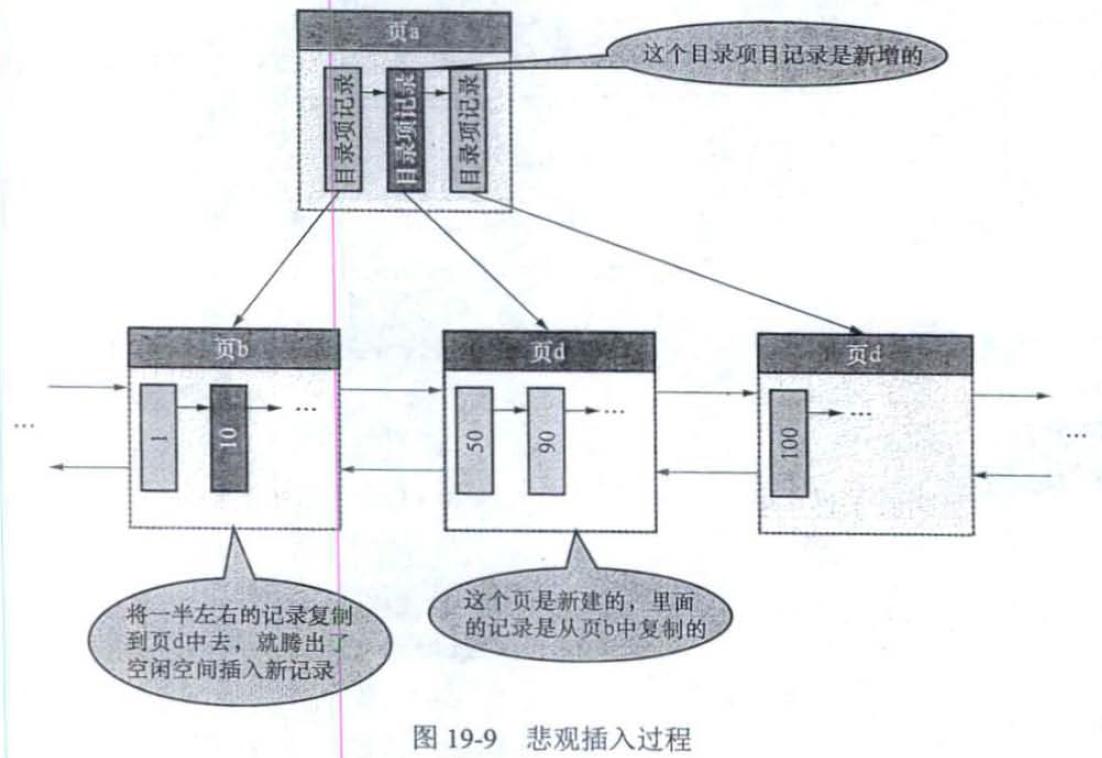 页a
这个目录项目记录是新增的
目录项记录
目录项记录
目录项记录
页b
页d
页d
1
10
...
50
90
...
100
...
...
...
将一半左右的记录复制
到页d中去，就腾出了
空闲空间插入新记录
这个页是新建的，里面
的记录是从页b中复制的
图 19-9 悲观插入过程